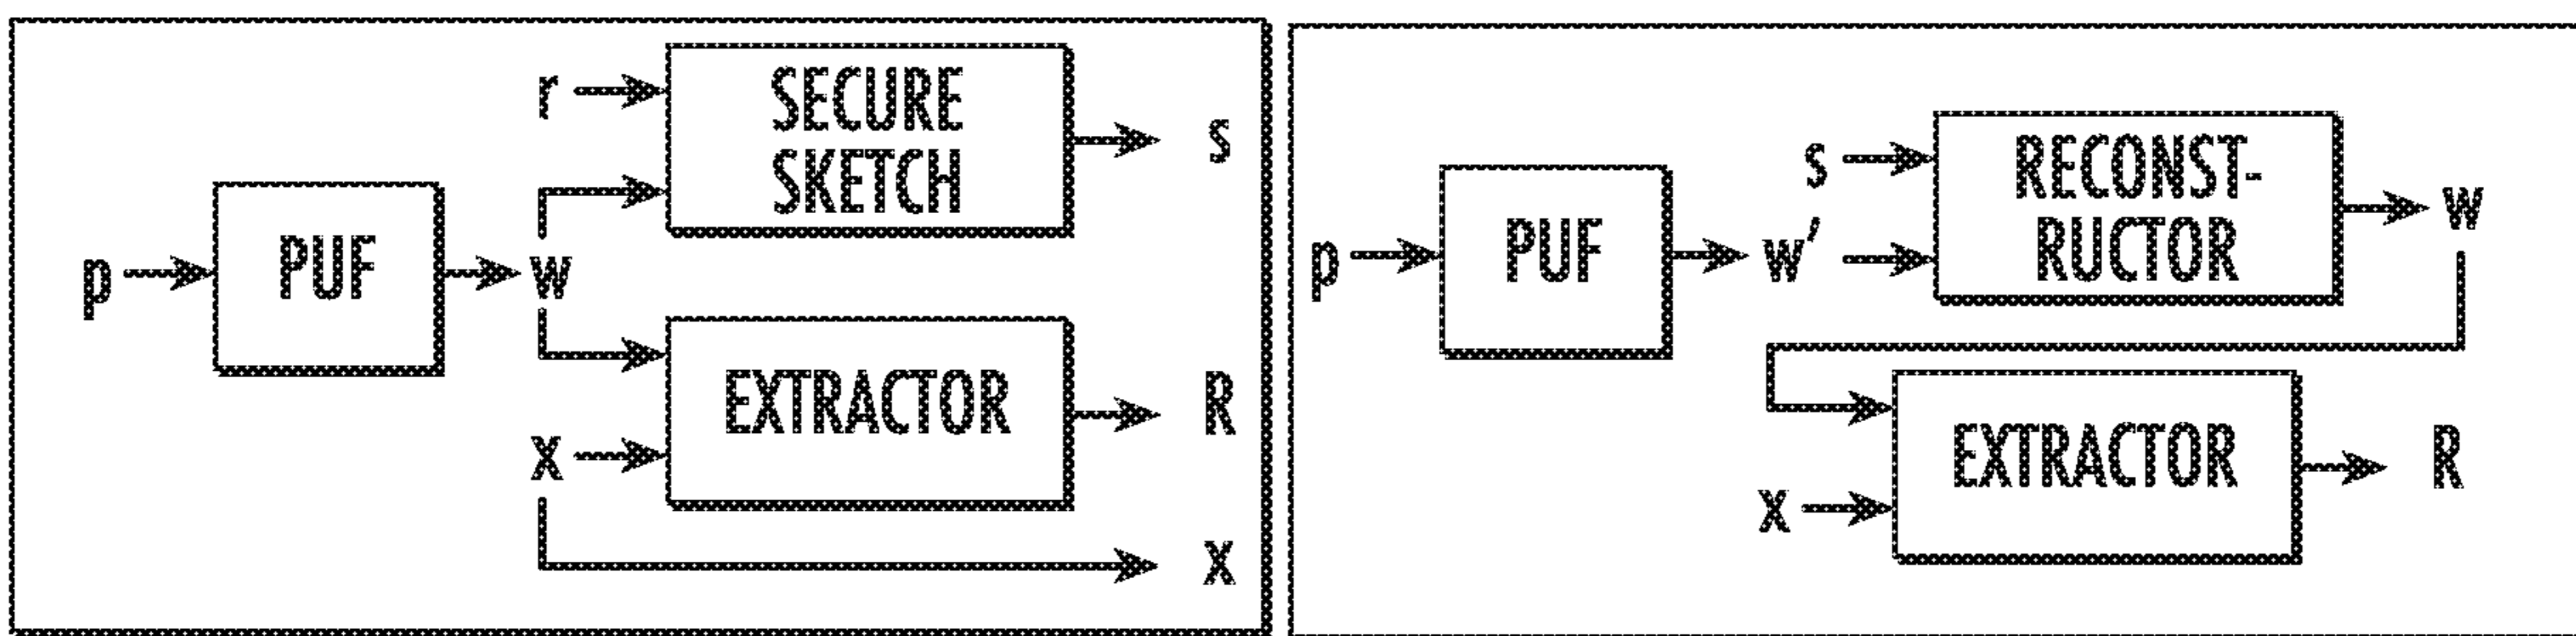 r
SECURE
SKETCH
s
p
PUF
w
EXTRACTOR
R
x
x
s
RECONST-
RUCTOR
w
p
PUF
w'
EXTRACTOR
R
x